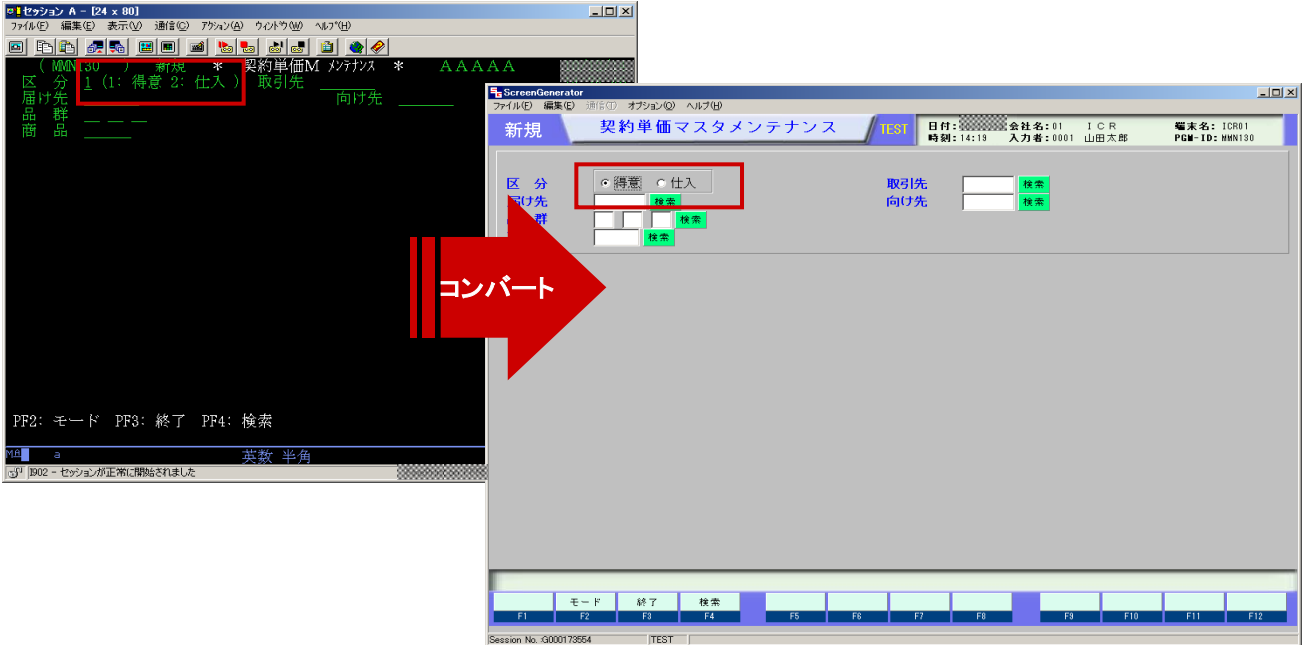 セッション A - [24 x 80]
ファイル(F) 編集(E) 表示(V) 通信(C) アクション(A) ウィンドウ(W) ヘルプ(H)
( MMN130 ) 新規 * 契約単価M メンテナンス * AAAAA
区 分 1 (1: 得意 2: 仕入 ) 取引先
届け先 向け先
品 群
商 品
PF2: モード PF3: 終了 PF4: 検索
MA a 英数 半角
I902 - セッションが正常に開始されました
コンバート
ScreenGenerator
ファイル(F) 編集(E) 通信(T) オプション(O) ヘルプ(H)
新規 契約単価マスタメンテナンス TEST
日付: 会社名:01 ICR 端末名: ICR01
時刻:14:19 入力者:0001 山田太郎 PGM-ID: MMN130
区 分 得意 仕入 取引先 検索
届け先 検索 向け先 検索
群 検索
検索
モード 終了 検索
F1 F2 F3 F4 F5 F6 F7 F8 F9 F10 F11 F12
Session No. :G000173554 TEST